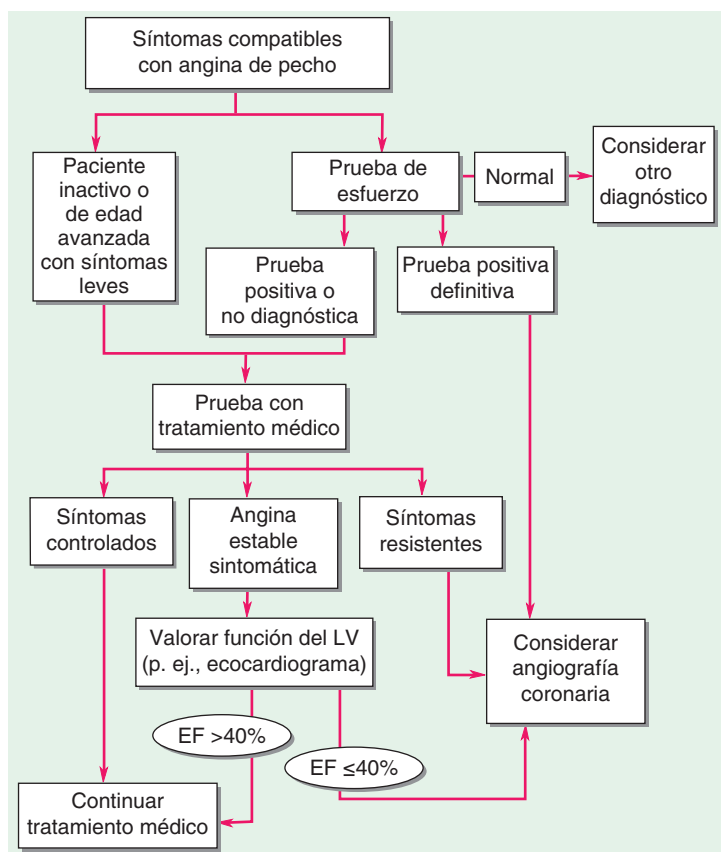 Síntomas compatibles
con angina de pecho
Paciente
inactivo o
de edad
avanzada
con síntomas
leves
Prueba de
esfuerzo
Normal
Considerar
otro
diagnóstico
Prueba
positiva o
no diagnóstica
Prueba positiva
definitiva
Prueba con
tratamiento médico
Síntomas
controlados
Angina
estable
sintomática
Síntomas
resistentes
Valorar función del LV
(p. ej., ecocardiograma)
Considerar
angiografía
coronaria
EF >40%
EF ≤40%
Continuar
tratamiento médico